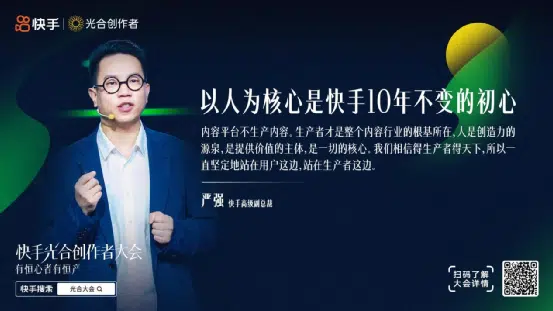 快手 光合创作者
以人为核心是快手10年不变的初心
内容平台不生产内容。生产者才是整个内容行业的根基所在。人是创造力的
源泉,是提供价值的主体,是一切的核心。我们相信得生产者得天下,所以一
直坚定地站在用户这边,站在生产者这边。
严强 快手高级副总裁
快手光合创作者大会
有恒心者有恒产
快手搜索 光合大会
扫码了解
大会详情